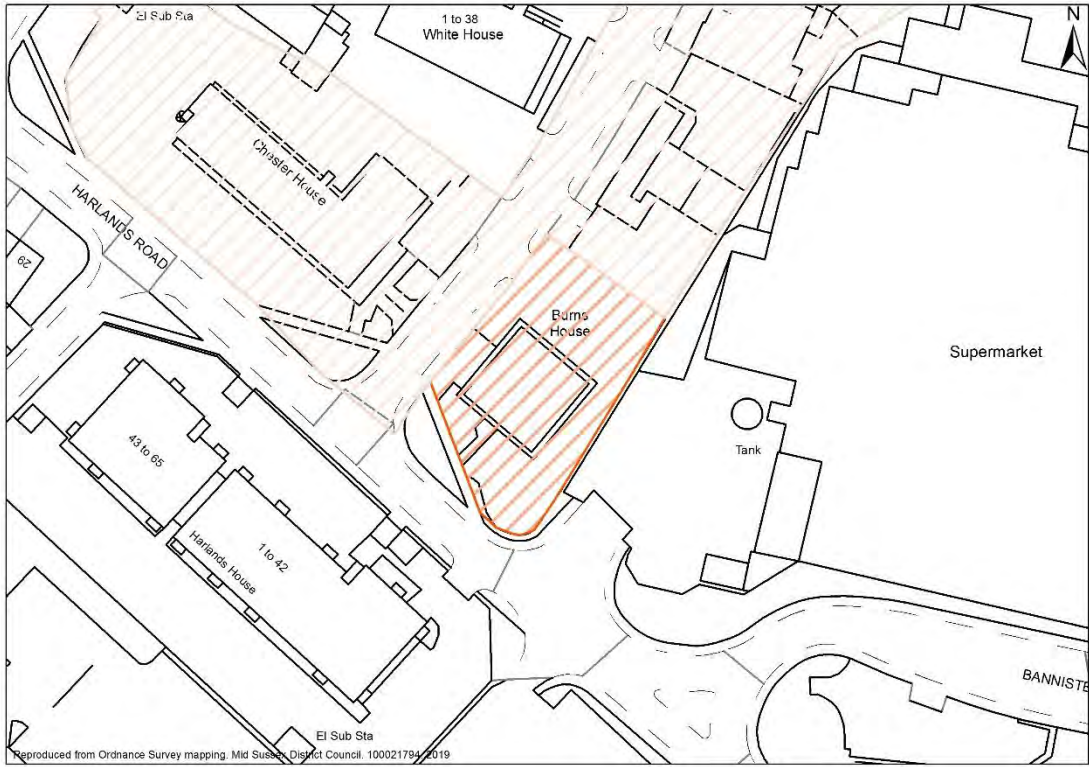 El Sub Sta
1 to 38
White House
N
Chester House
HARLANDS ROAD
29
Burns
House
Supermarket
Tank
43 to 65
1 to 42
Harlands House
BANNISTE
El Sub Sta
Reproduced from Ordnance Survey mapping. Mid Sussex District Council. 100021794 2019